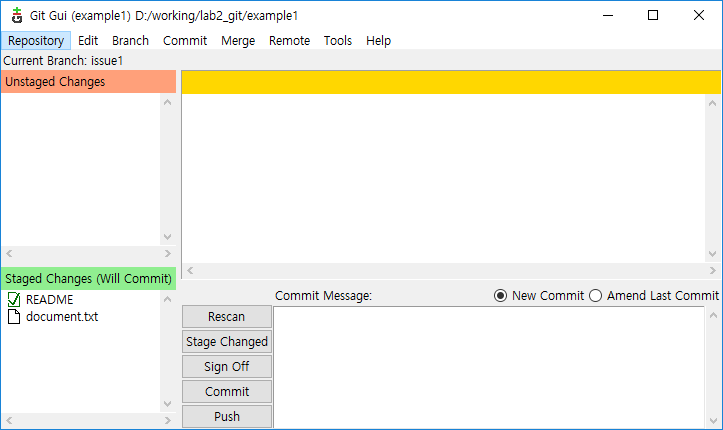 Git Gui (example1) D:/working/lab2_git/example1
Repository Edit Branch Commit Merge Remote Tools Help
Current Branch: issue1
Unstaged Changes
Staged Changes (Will Commit)
README
document.txt
Commit Message:
New Commit
Amend Last Commit
Rescan
Stage Changed
Sign Off
Commit
Push